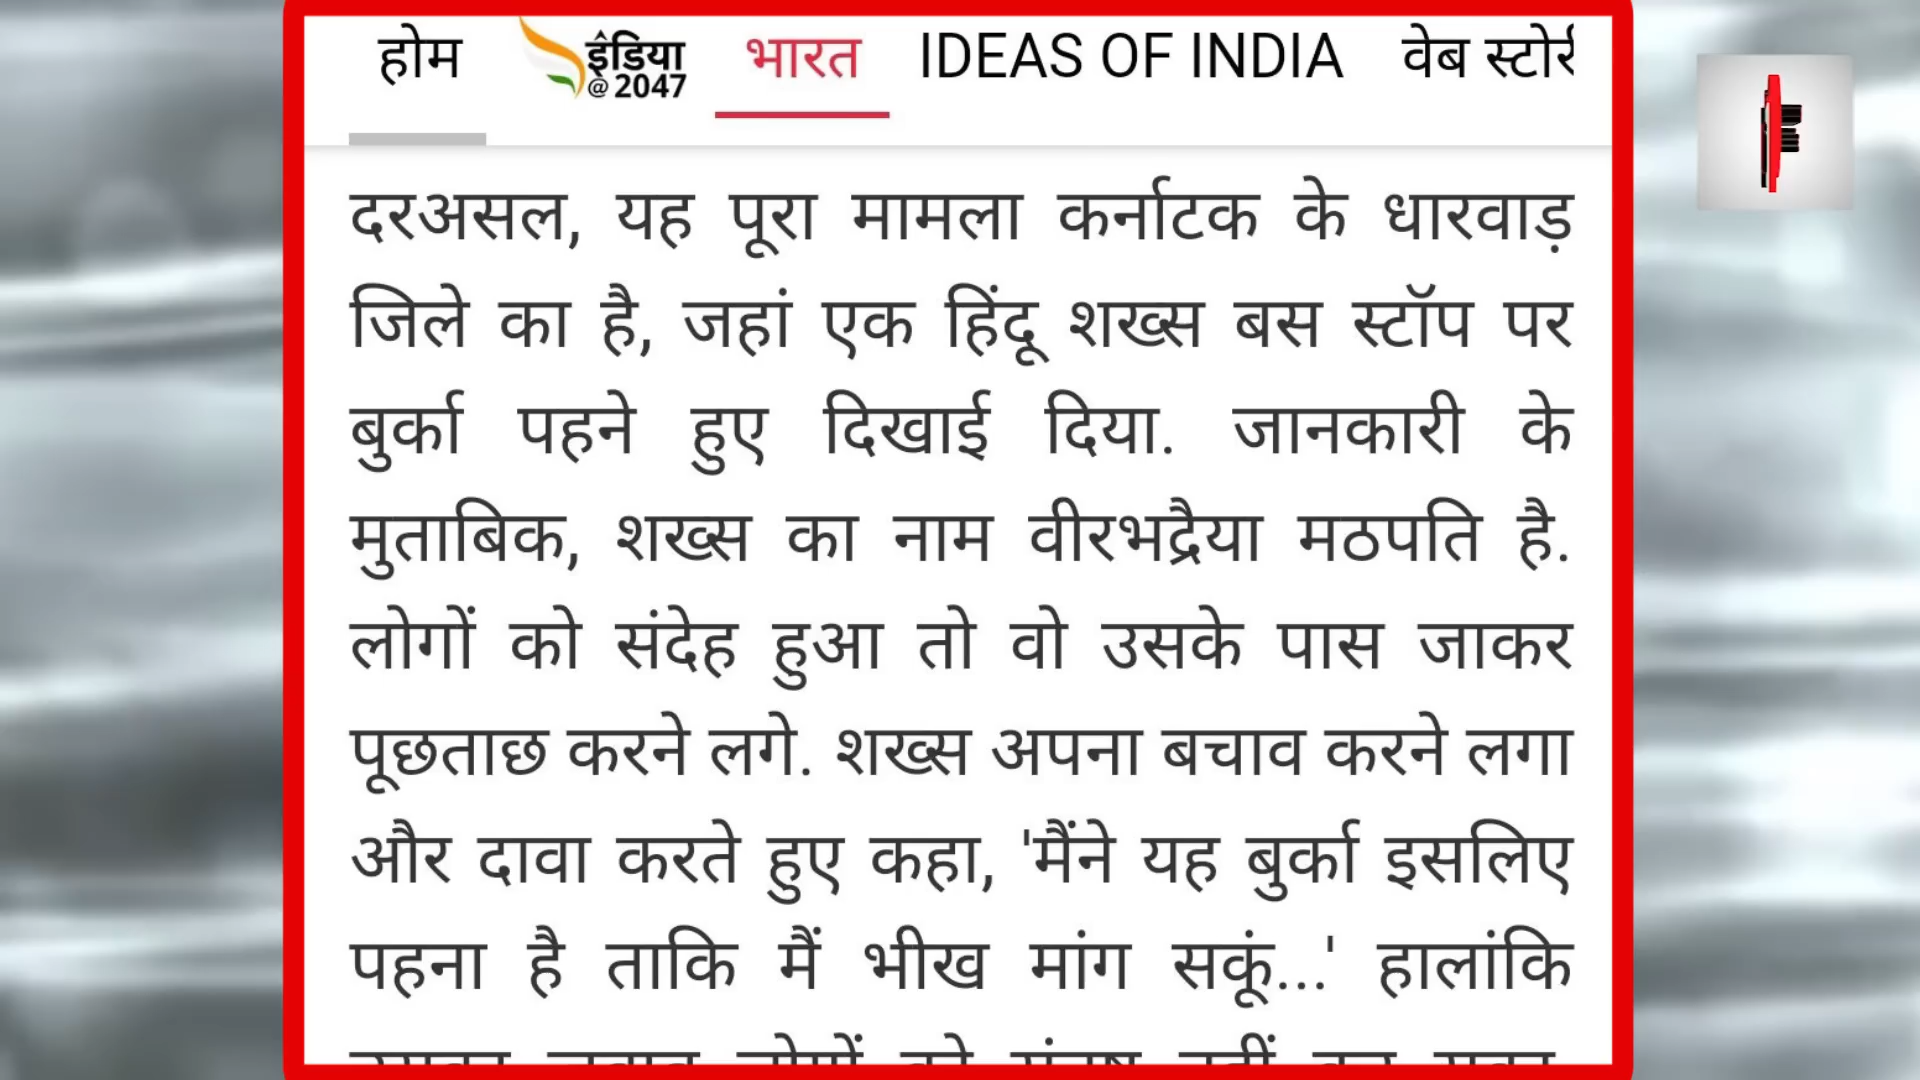 होम इंडिया @ 2047 भारत IDEAS OF INDIA वेब
दरअसल, यह पूरा मामला कर्नाटक के धारवाड़
जिले का है, जहां एक हिंदू शख्स बस स्टॉप पर
बुर्का पहने हुए दिखाई दिया. जानकारी के
मुताबिक, शख्स का नाम वीरभद्रैया मठपति है.
लोगों को संदेह हुआ तो वो उसके पास जाकर
पूछताछ करने लगे. शख्स अपना बचाव करने लगा
और दावा करते हुए कहा, 'मैंने यह बुर्का इसलिए
पहना है ताकि मैं भीख मांग सकूं...' हालांकि